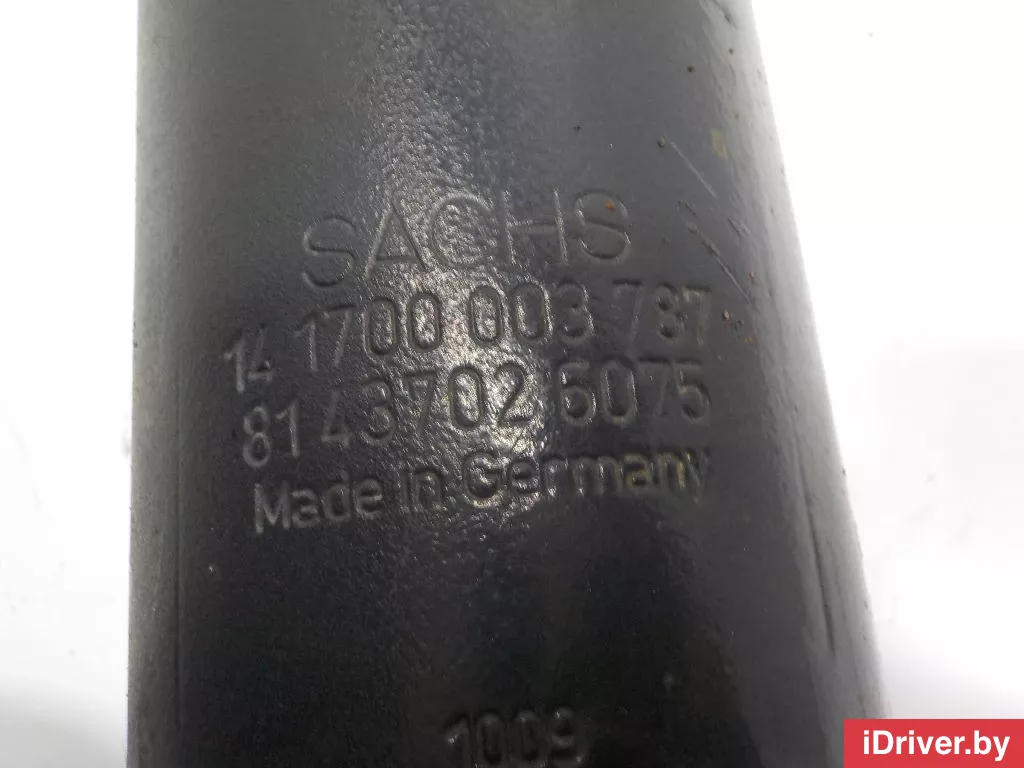 SACHS
14 1700 003 787
81 43702 6075
Made in Germany
1009
iDriver.by